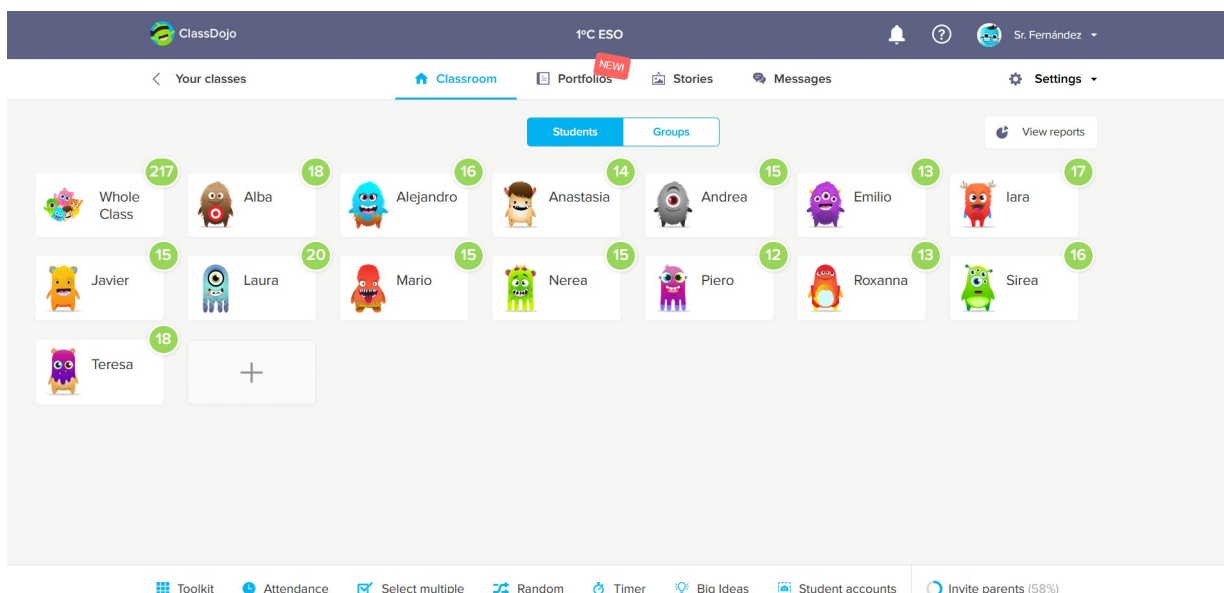 ClassDojo 1ºC ESO Sr. Fernández
NEW!
Your classes Classroom Portfolios Stories Messages Settings
Students Groups View reports
217 18 16 14 15 13 17
Whole Class Alba Alejandro Anastasia Andrea Emilio Iara
15 20 15 15 12 13 16
Javier Laura Mario Nerea Piero Roxanna Sirea
18
Teresa
Toolkit Attendance Select multiple Random Timer Big Ideas Student accounts Invite parents (58%)